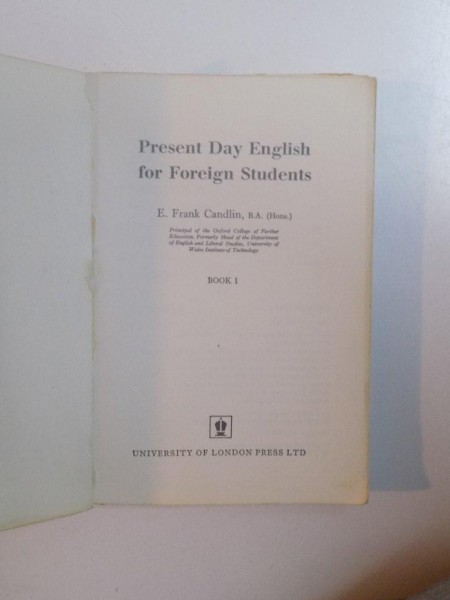 Present Day English
for Foreign Students
E. Frank Candlin, B.A. (Hons.)
Principal of the Oxford College of Further
Education. Formerly Head of the Department
of English and Liberal Studies, University of
Wales Institute of Technology
BOOK 1
UNIVERSITY OF LONDON PRESS LTD